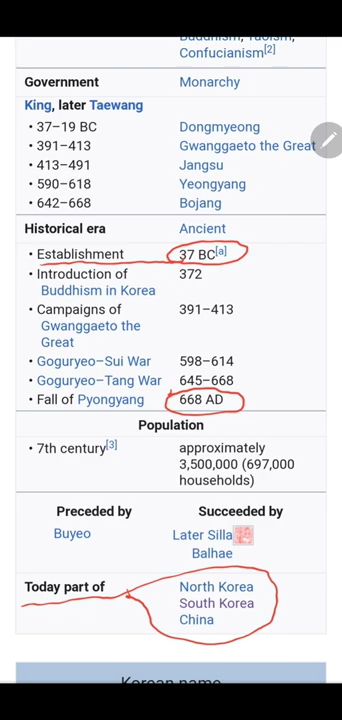 Buddhism, Taoism,
Confucianism[2]
Government Monarchy
King, later Taewang
• 37–19 BC Dongmyeong
• 391–413 Gwanggaeto the Great
• 413–491 Jangsu
• 590–618 Yeongyang
• 642–668 Bojang
Historical era Ancient
• Establishment 37 BC[a]
• Introduction of 372
Buddhism in Korea
• Campaigns of 391–413
Gwanggaeto the
Great
• Goguryeo–Sui War 598–614
• Goguryeo–Tang War 645–668
• Fall of Pyongyang 668 AD
Population
• 7th century[3] approximately
3,500,000 (697,000
households)
Preceded by Succeeded by
Buyeo Later Silla
Balhae
Today part of North Korea
South Korea
China
Korean name